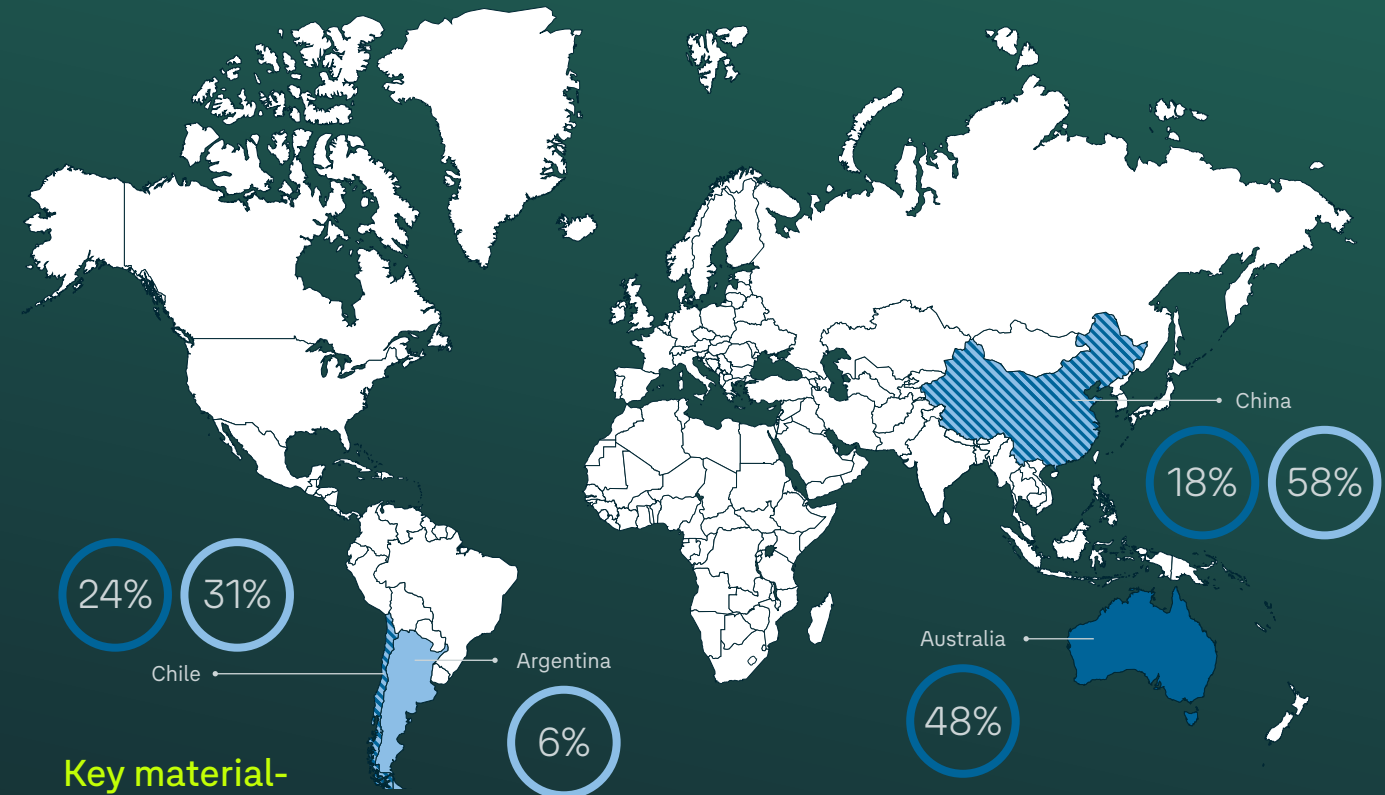 China
18% 58%
24% 31%
Australia
Argentina
Chile
48%
6%
Key material-